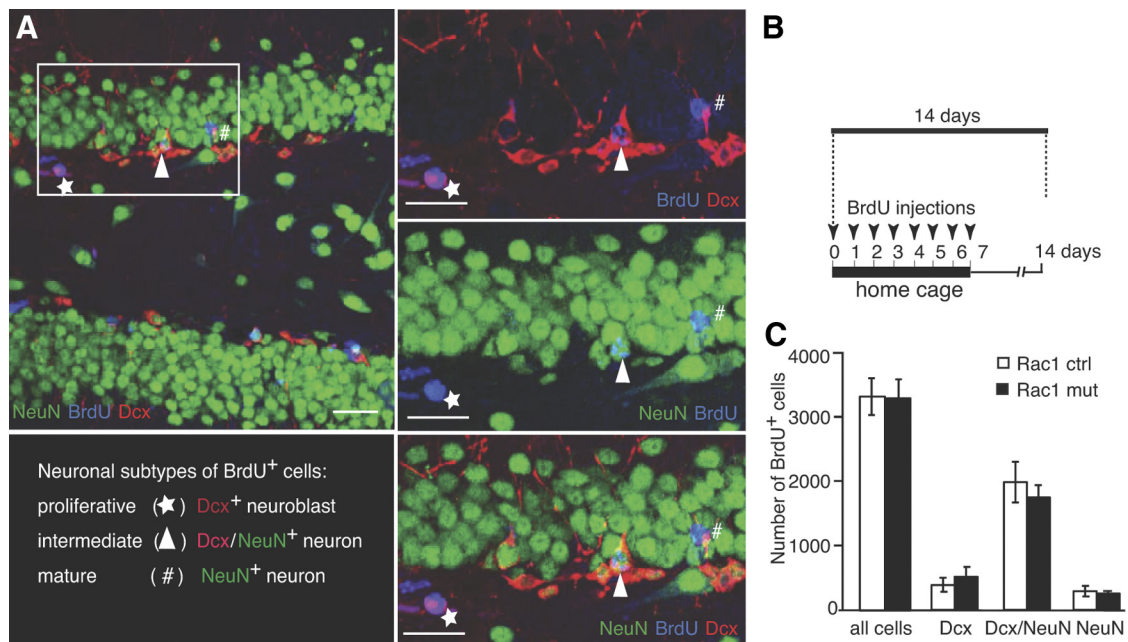 A
NeuN BrdU Dcx
#
BrdU Dcx
#
NeuN BrdU
#
NeuN BrdU Dcx
#
Neuronal subtypes of BrdU+ cells:
proliferative (★) Dcx+ neuroblast
intermediate (▲) Dcx/NeuN+ neuron
mature (#) NeuN+ neuron
B
14 days
BrdU injections
0 1 2 3 4 5 6 7 14 days
home cage
C
Number of BrdU+ cells
4000
3000
2000
1000
0
Rac1 ctrl
Rac1 mut
all cells Dcx Dcx/NeuN NeuN